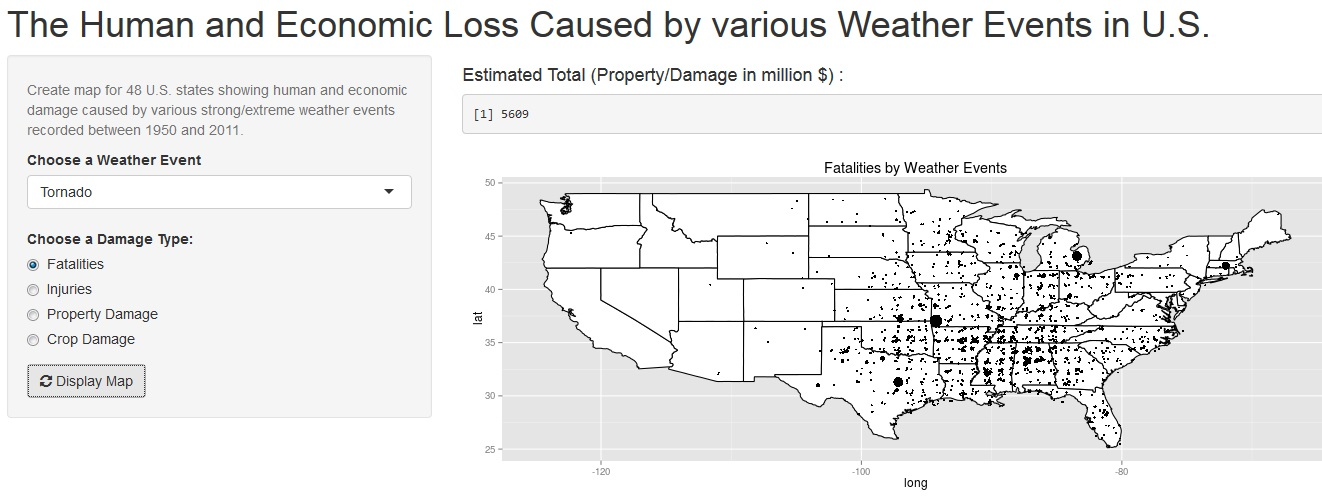 The Human and Economic Loss Caused by various Weather Events in U.S.
Create map for 48 U.S. states showing human and economic
damage caused by various strong/extreme weather events
recorded between 1950 and 2011.
Choose a Weather Event
Tornado
Choose a Damage Type:
Fatalities
Injuries
Property Damage
Crop Damage
Display Map
Estimated Total (Property/Damage in million $) :
[1] 5609
Fatalities by Weather Events
50
45
40
35
30
25
lat
-120
-100
-80
long